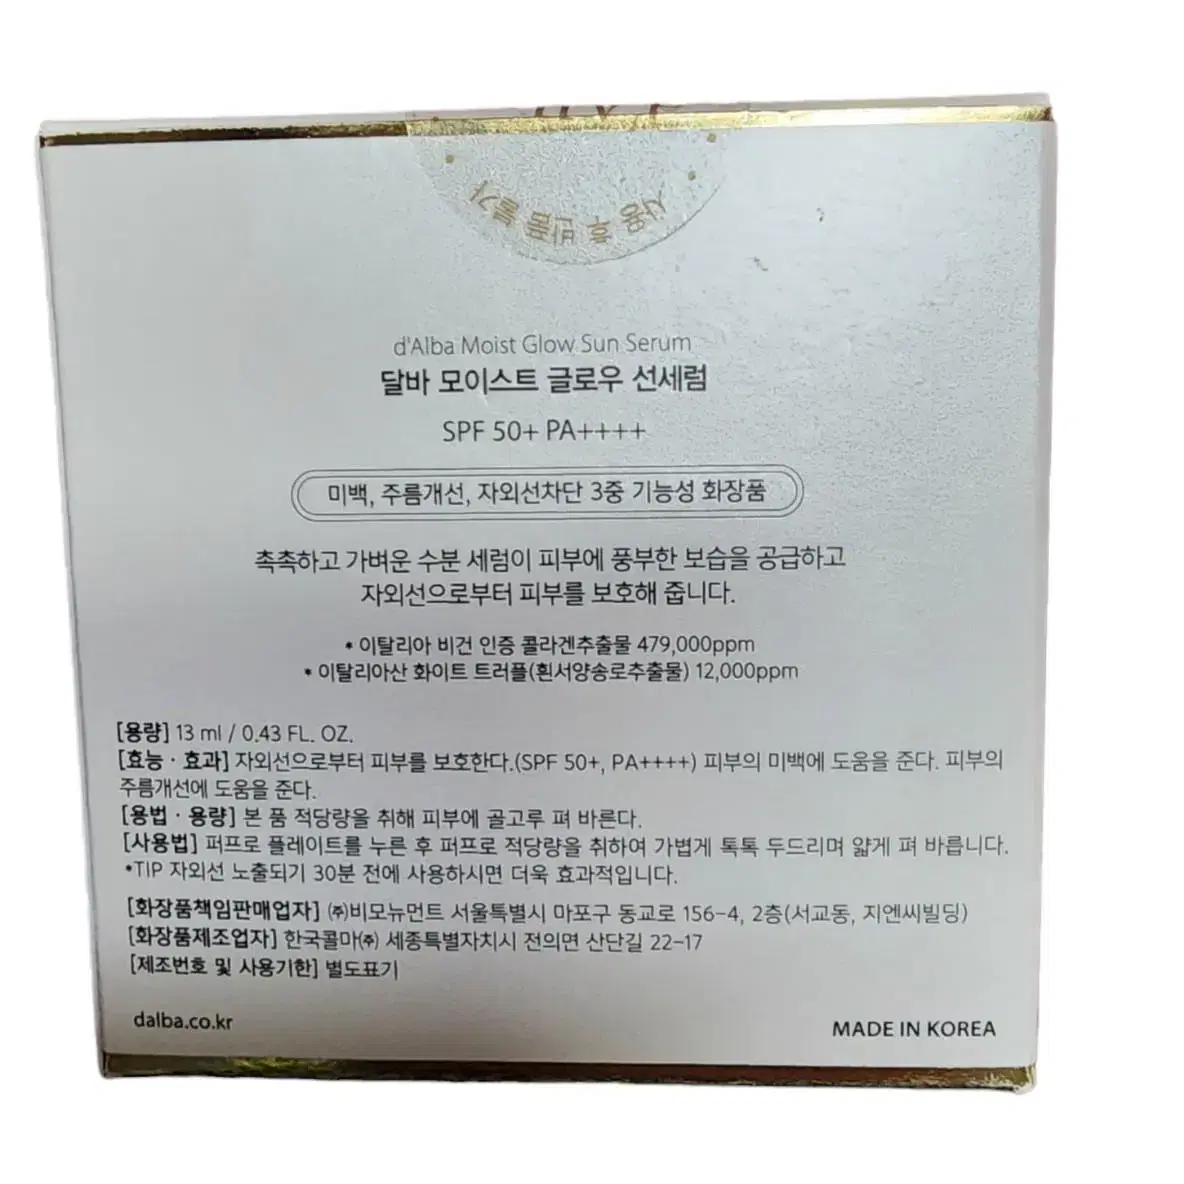 사용 후 반품 불가
d'Alba Moist Glow Sun Serum
달바 모이스트 글로우 선세럼
SPF 50+ PA++++
미백, 주름개선, 자외선차단 3중 기능성 화장품
촉촉하고 가벼운 수분 세럼이 피부에 풍부한 보습을 공급하고
자외선으로부터 피부를 보호해 줍니다.
* 이탈리아 비건 인증 콜라겐추출물 479,000ppm
* 이탈리아산 화이트 트러플(흰서양송로추출물) 12,000ppm
[용량] 13 ml / 0.43 FL. OZ.
[효능 · 효과] 자외선으로부터 피부를 보호한다.(SPF 50+, PA++++) 피부의 미백에 도움을 준다. 피부의
주름개선에 도움을 준다.
[용법 · 용량] 본 품 적당량을 취해 피부에 골고루 펴 바른다.
[사용법] 퍼프로 플레이트를 누른 후 퍼프로 적당량을 취하여 가볍게 톡톡 두드리며 얇게 펴 바릅니다.
*TIP 자외선 노출되기 30분 전에 사용하시면 더욱 효과적입니다.
[화장품책임판매업자] ㈜비모뉴먼트 서울특별시 마포구 동교로 156-4, 2층(서교동, 지엔씨빌딩)
[화장품제조업자] 한국콜마㈜ 세종특별자치시 전의면 산단길 22-17
[제조번호 및 사용기한] 별도표기
dalba.co.kr
MADE IN KOREA